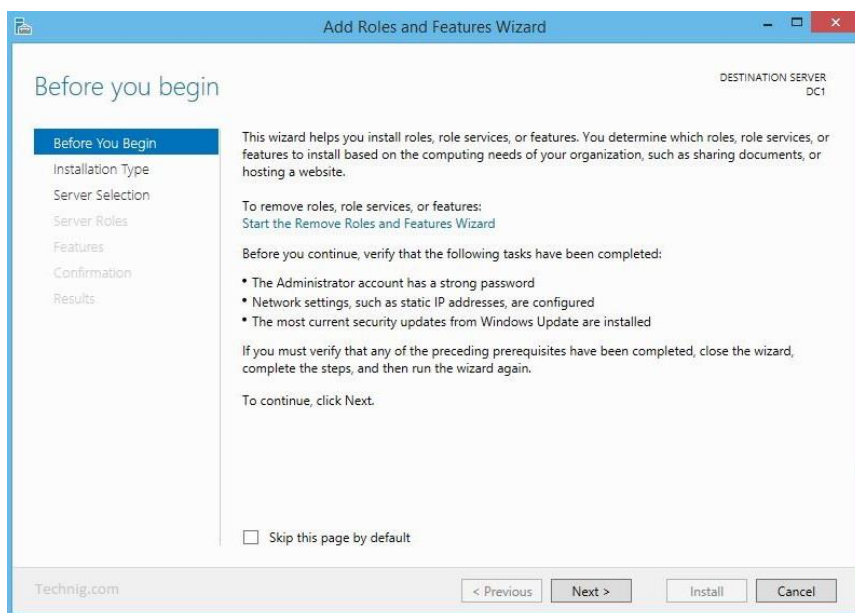 Add Roles and Features Wizard
Before you begin
DESTINATION SERVER
DC1
Before You Begin
Installation Type
Server Selection
Server Roles
Features
Confirmation
Results
This wizard helps you install roles, role services, or features. You determine which roles, role services, or
features to install based on the computing needs of your organization, such as sharing documents, or
hosting a website.
To remove roles, role services, or features:
Start the Remove Roles and Features Wizard
Before you continue, verify that the following tasks have been completed:
• The Administrator account has a strong password
• Network settings, such as static IP addresses, are configured
• The most current security updates from Windows Update are installed
If you must verify that any of the preceding prerequisites have been completed, close the wizard,
complete the steps, and then run the wizard again.
To continue, click Next.
Skip this page by default
Technig.com
< Previous
Next >
Install
Cancel